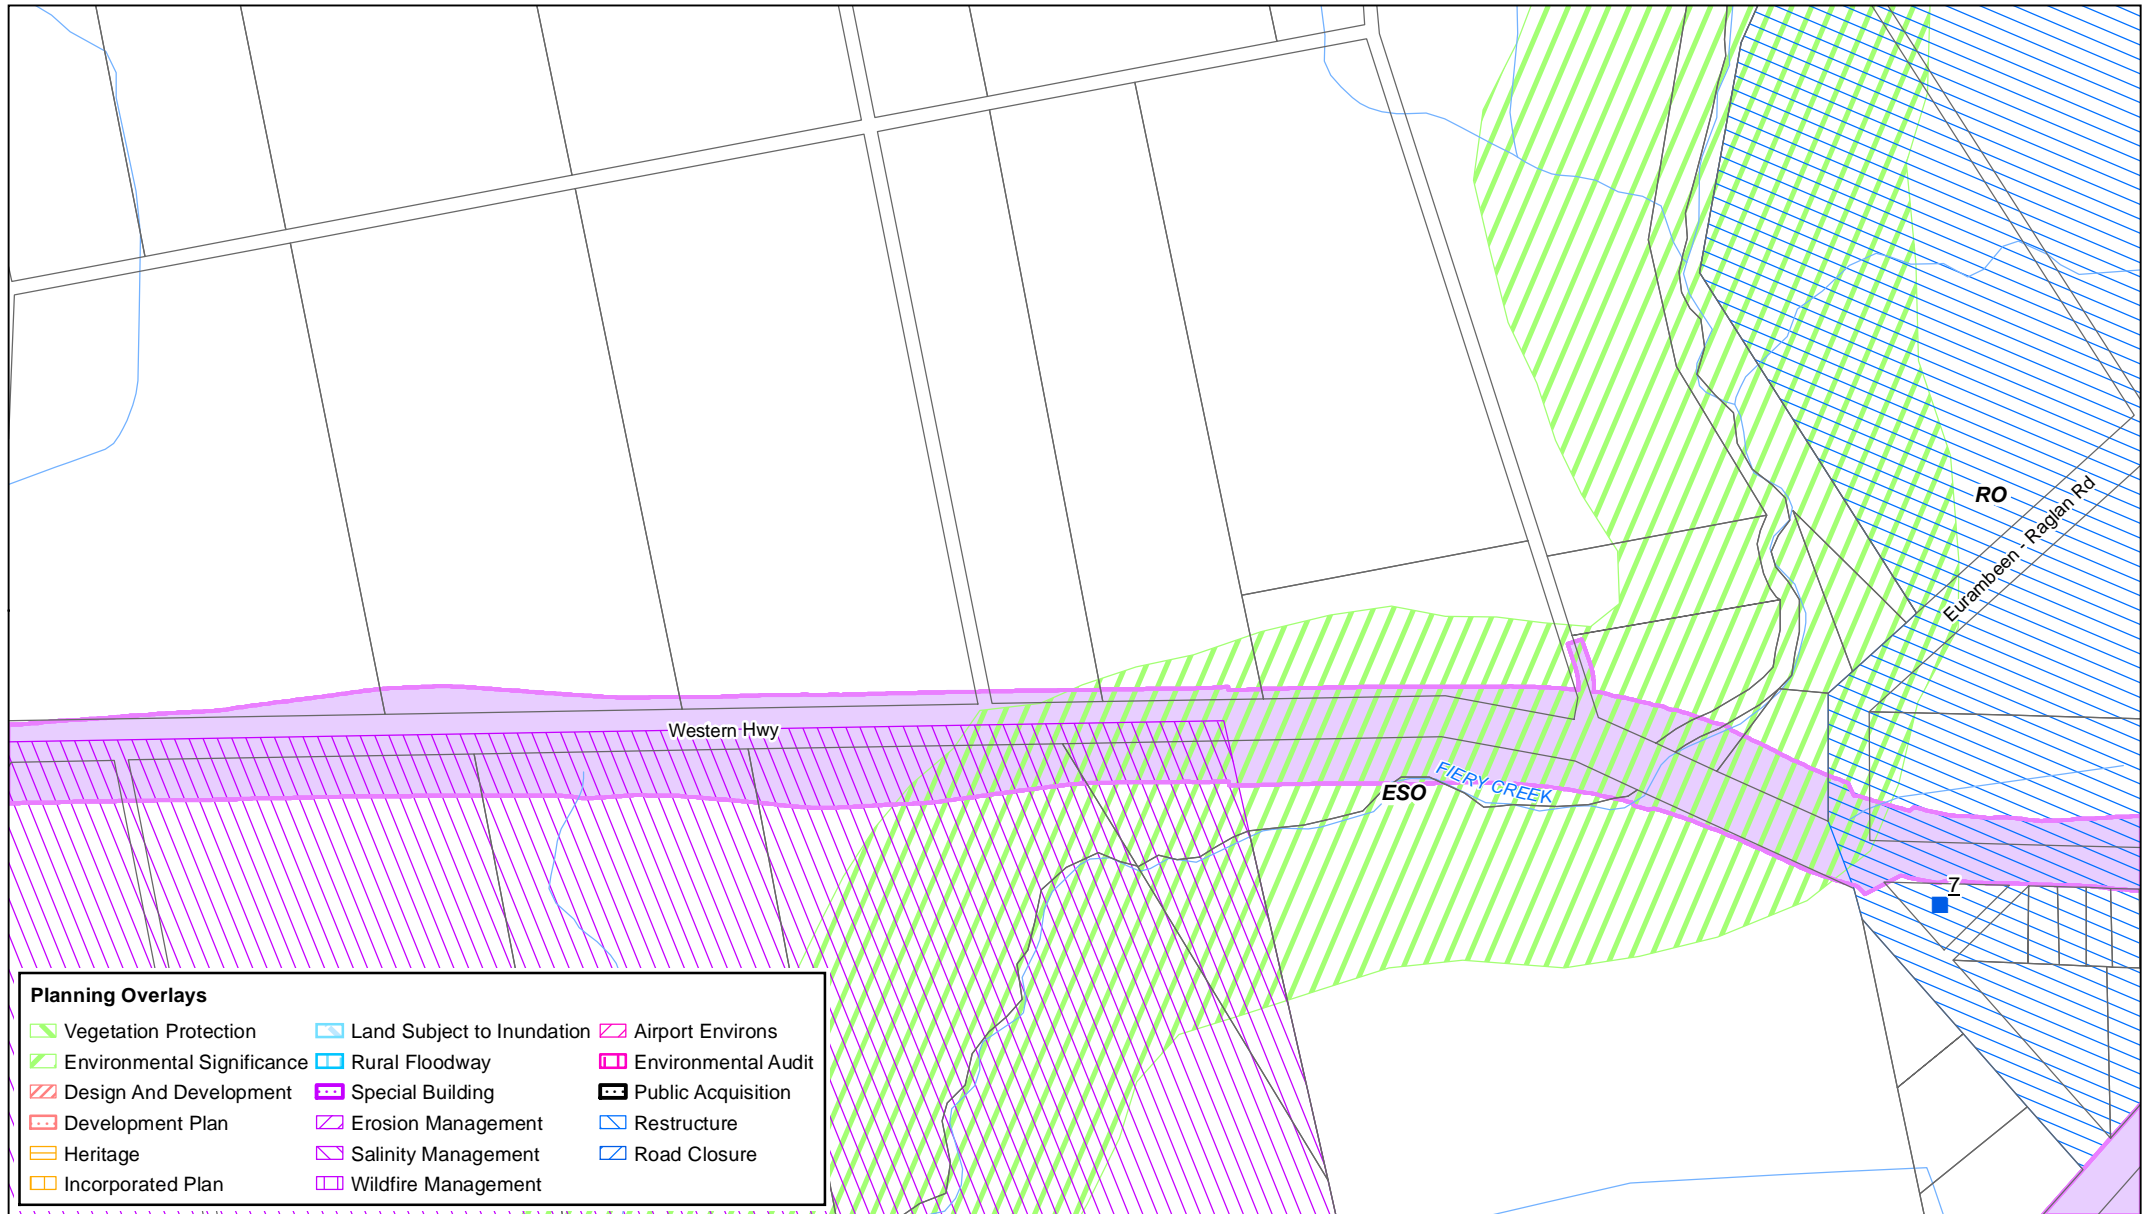 RO
Eurambeen - Raglan Rd
Western Hwy
FIERY CREEK
ESO
7
Planning Overlays
Vegetation Protection
Environmental Significance
Design And Development
Development Plan
Heritage
Incorporated Plan
Land Subject to Inundation
Rural Floodway
Special Building
Erosion Management
Salinity Management
Wildfire Management
Airport Environs
Environmental Audit
Public Acquisition
Restructure
Road Closure